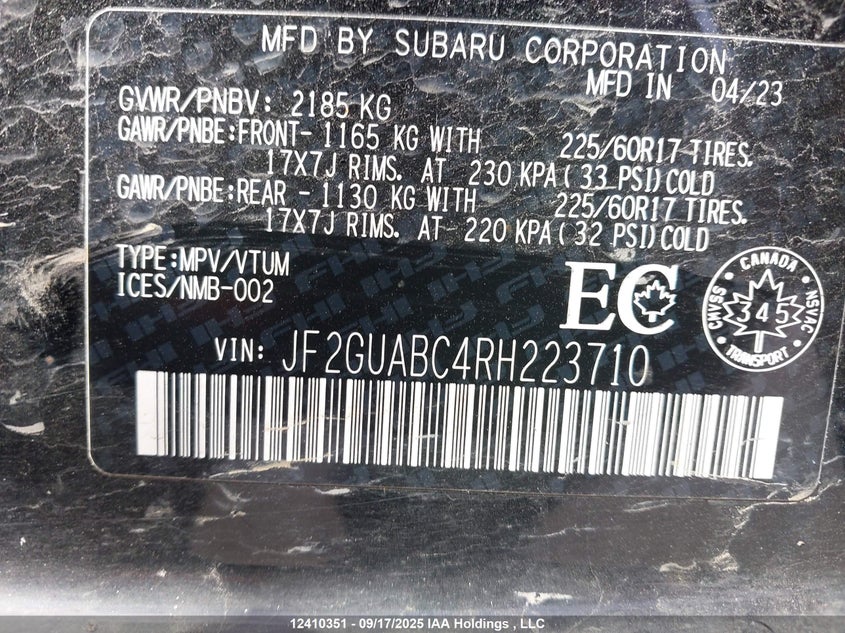 MFD BY SUBARU CORPORATION
MFD IN 04/23
GVWR/PNBV: 2185 KG
GAWR/PNBE:FRONT- 1165 KG WITH 225/60R17 TIRES.
17X7J RIMS. AT 230 KPA(33 PSI)COLD
GAWR/PNBE:REAR - 1130 KG WITH 225/60R17 TIRES.
17X7J RIMS. AT 220 KPA(32 PSI)COLD
TYPE:MPV/VTUM
ICES/NMB-002
EC
CANADA
CMVSS 345 NSVAC
TRANSPORT
VIN: JF2GUABC4RH223710
FHI FHI FHI
12410351 - 09/17/2025 IAA Holdings , LLC